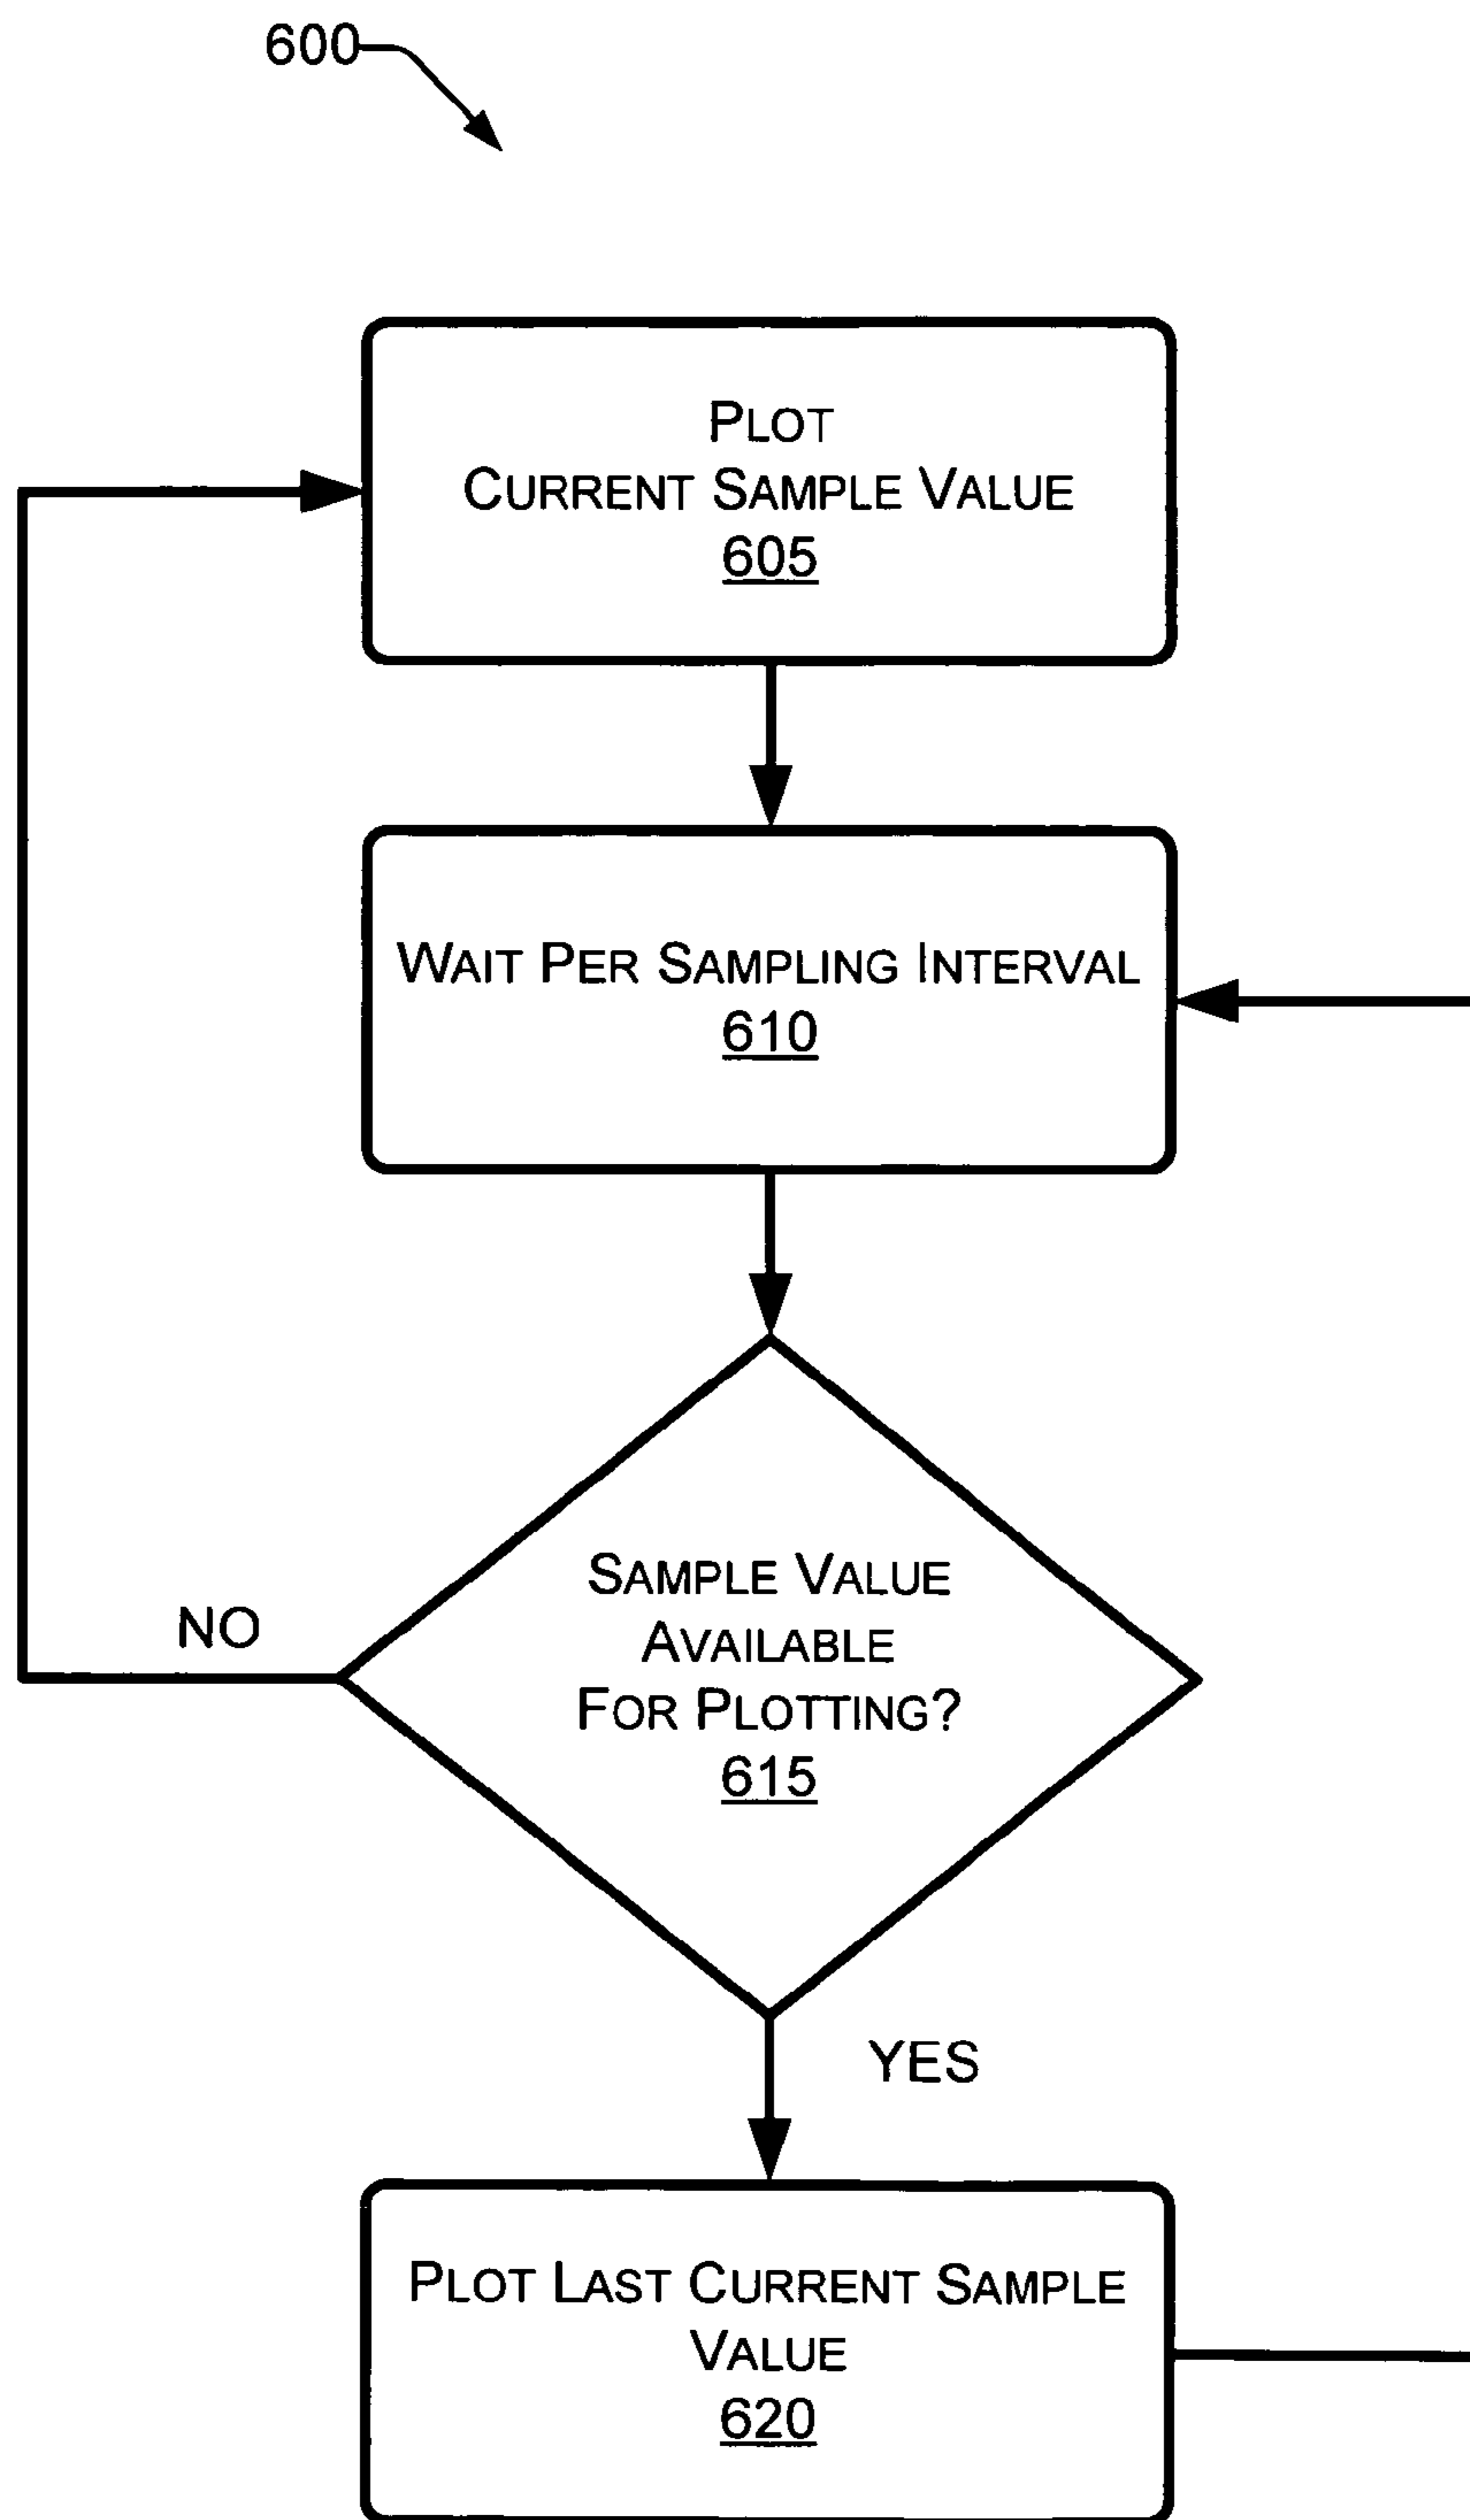 600
PLOT
CURRENT SAMPLE VALUE
605
WAIT PER SAMPLING INTERVAL
610
SAMPLE VALUE
AVAILABLE
FOR PLOTTING?
615
NO
YES
PLOT LAST CURRENT SAMPLE
VALUE
620